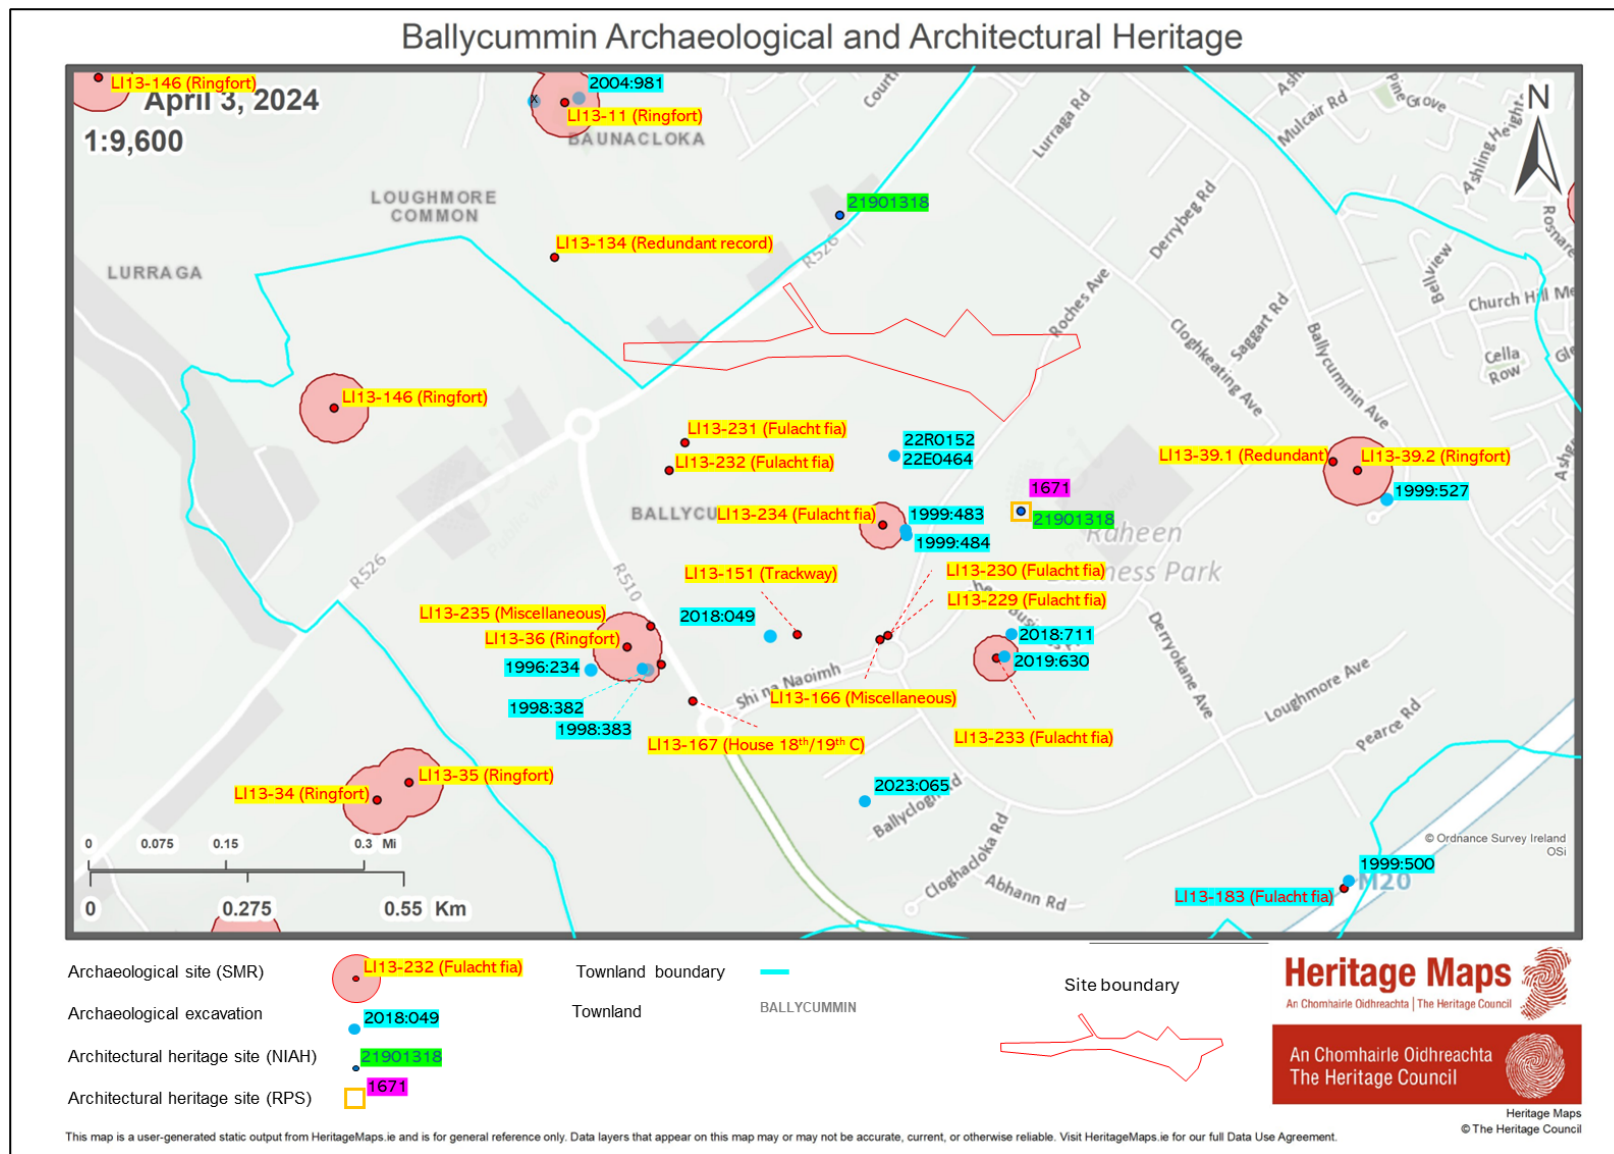 Ballycummin Archaeological and Architectural Heritage
LI13-146 (Ringfort)
April 3, 2024
1:9,600
2004:981
x
LI13-11 (Ringfort)
BAUNACLOKA
Lurraga Rd
Mulcair Rd
Pine Grove
Ashling Heights
N
LOUGHMORE
COMMON
21901318
LURRAGA
LI13-134 (Redundant record)
R526
Derrybeg Rd
Bellview
Church Hill Me
Roches Ave
Saggart Rd
Cloghkeating Ave
Ballycummin Ave
Cella
Row
LI13-146 (Ringfort)
LI13-231 (Fulacht fia)
LI13-232 (Fulacht fia)
22R0152
22E0464
LI13-39.1 (Redundant)
LI13-39.2 (Ringfort)
1999:527
1671
21901318
BALLYCU
LI13-234 (Fulacht fia)
1999:483
1999:484
Raheen
Business Park
R526
R510
LI13-151 (Trackway)
LI13-230 (Fulacht fia)
LI13-229 (Fulacht fia)
LI13-235 (Miscellaneous)
LI13-36 (Ringfort)
2018:049
2018:711
2019:630
1996:234
1998:382
1998:383
Shi na Naoimh
LI13-166 (Miscellaneous)
LI13-167 (House 18th/19th C)
LI13-233 (Fulacht fia)
Derryokane Ave
Loughmore Ave
Pearce Rd
LI13-35 (Ringfort)
LI13-34 (Ringfort)
2023:065
Cloghacloka Rd
Abhann Rd
© Ordnance Survey Ireland
OSi
1999:500
M20
LI13-183 (Fulacht fia)
0 0.075 0.15 0.3 Mi
0 0.275 0.55 Km
Archaeological site (SMR)
LI13-232 (Fulacht fia)
Townland boundary
Archaeological excavation
2018:049
Townland
BALLYCUMMIN
Architectural heritage site (NIAH)
21901318
Architectural heritage site (RPS)
1671
Site boundary
Heritage Maps
An Chomhairle Oidhreachta | The Heritage Council
An Chomhairle Oidhreachta
The Heritage Council
Heritage Maps
© The Heritage Council
This map is a user-generated static output from HeritageMaps.ie and is for general reference only. Data layers that appear on this map may or may not be accurate, current, or otherwise reliable. Visit HeritageMaps.ie for our full Data Use Agreement.